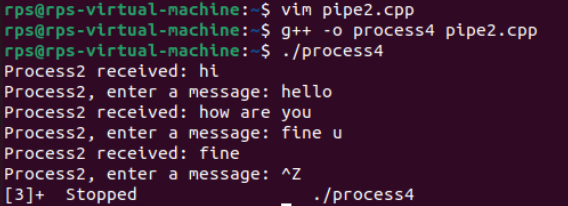 rps@rps-virtual-machine:~$ vim pipe2.cpp
rps@rps-virtual-machine:~$ g++ -o process4 pipe2.cpp
rps@rps-virtual-machine:~$ ./process4
Process2 received: hi
Process2, enter a message: hello
Process2 received: how are you
Process2, enter a message: fine u
Process2 received: fine
Process2, enter a message: ^Z
[3]+  Stopped                 ./process4